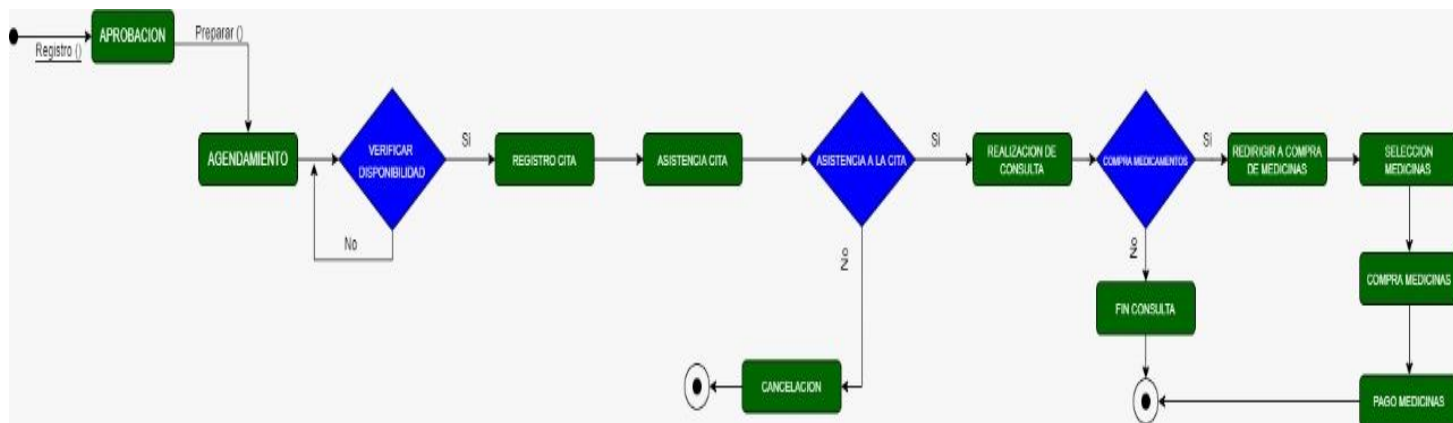 APROBACION
Preparar ()
Registro ()
AGENDAMIENTO
VERIFICAR
DISPONIBILIDAD
Si
No
REGISTRO CITA
ASISTENCIA CITA
ASISTENCIA A LA CITA
Si
No
CANCELACION
REALIZACION DE
CONSULTA
COMPRA MEDICAMENTOS
Si
No
FIN CONSULTA
REDIRIGIR A COMPRA
DE MEDICINAS
SELECCION
MEDICINAS
COMPRA MEDICINAS
PAGO MEDICINAS